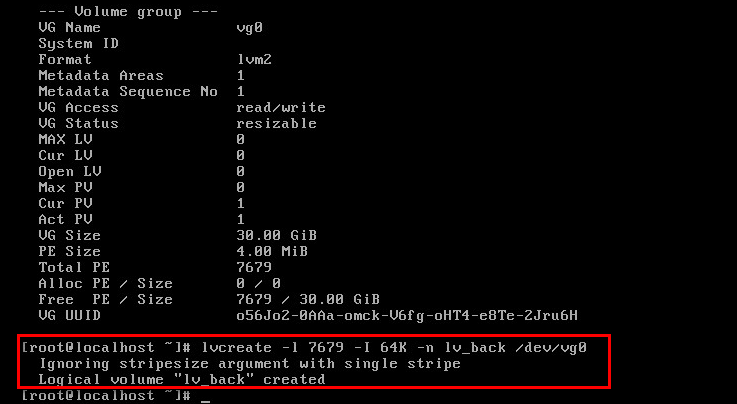 --- Volume group ---
VG Name vg0
System ID
Format lvm2
Metadata Areas 1
Metadata Sequence No 1
VG Access read/write
VG Status resizable
MAX LV 0
Cur LV 0
Open LV 0
Max PV 0
Cur PV 1
Act PV 1
VG Size 30.00 GiB
PE Size 4.00 MiB
Total PE 7679
Alloc PE / Size 0 / 0
Free PE / Size 7679 / 30.00 GiB
VG UUID o56Jo2-0AAa-omck-V6fg-oHT4-e8Te-2Jru6H
[root@localhost ~]# lvcreate -l 7679 -I 64K -n lv_back /dev/vg0
Ignoring stripesize argument with single stripe
Logical volume "lv_back" created
[root@localhost ~]# _